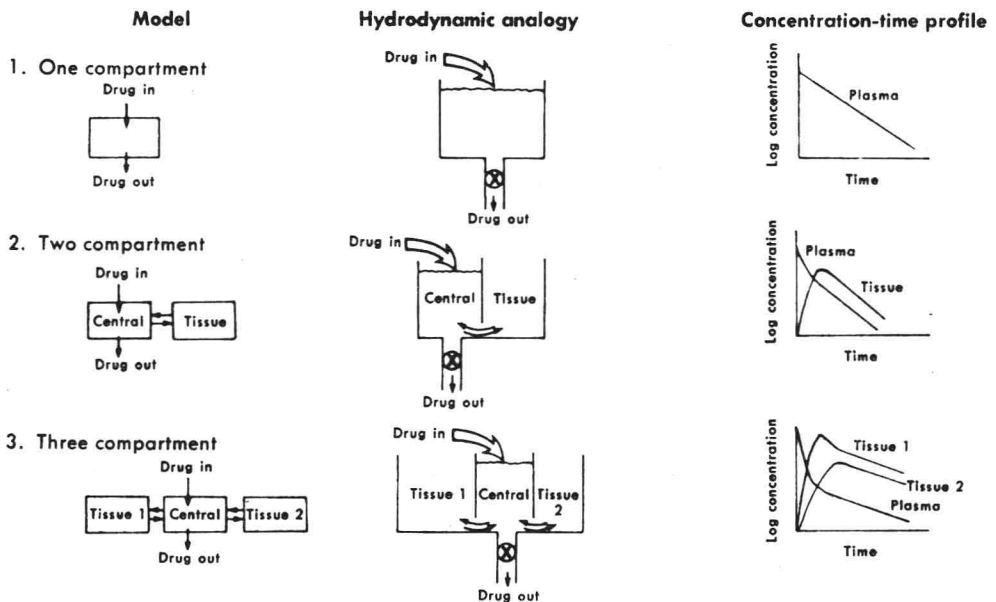 Model
Hydrodynamic analogy
Concentration-time profile
1. One compartment
Drug in
Drug out
Drug in
Drug out
Log concentration
Plasma
Time
2. Two compartment
Drug in
Central
Tissue
Drug out
Drug in
Central
Tissue
Drug out
Log concentration
Plasma
Tissue
Time
3. Three compartment
Drug in
Tissue 1
Central
Tissue 2
Drug out
Drug in
Tissue 1
Central
Tissue
2
Drug out
Log concentration
Tissue 1
Tissue 2
Plasma
Time